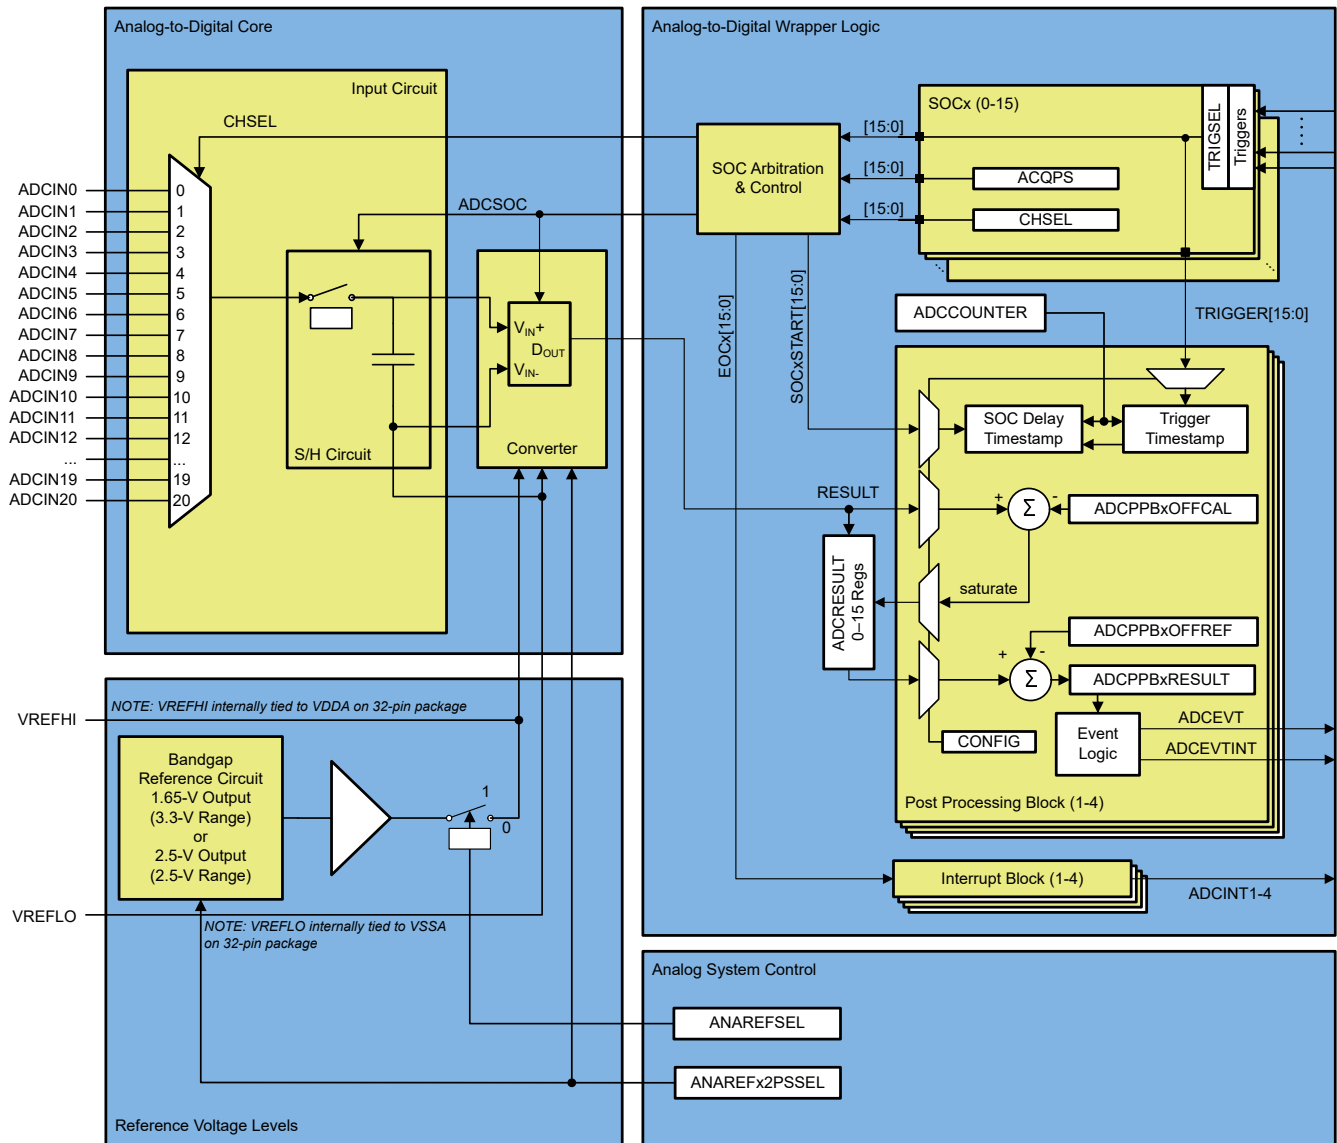 Analog-to-Digital Core
Input Circuit
CHSEL
ADCIN0
ADCIN1
ADCIN2
ADCIN3
ADCIN4
ADCIN5
ADCIN6
ADCIN7
ADCIN8
ADCIN9
ADCIN10
ADCIN11
ADCIN12
...
ADCIN19
ADCIN20
0
1
2
3
4
5
6
7
8
9
10
11
12
...
19
20
ADCSOC
S/H Circuit
VIN+
DOUT
VIN-
Converter
Analog-to-Digital Wrapper Logic
SOCx (0-15)
TRIGSEL
Triggers
[15:0]
[15:0]
[15:0]
ACQPS
CHSEL
SOC Arbitration
& Control
EOCx[15:0]
SOCxSTART[15:0]
ADCCOUNTER
TRIGGER[15:0]
SOC Delay
Timestamp
Trigger
Timestamp
RESULT
+
Σ
-
ADCPPBxOFFCAL
ADCRESULT
0–15 Regs
saturate
ADCPPBxOFFREF
+
-
Σ
ADCPPBxRESULT
CONFIG
Event
Logic
ADCEVT
ADCEVTINT
Post Processing Block (1-4)
Interrupt Block (1-4)
ADCINT1-4
VREFHI
NOTE: VREFHI internally tied to VDDA on 32-pin package
Bandgap
Reference Circuit
1.65-V Output
(3.3-V Range)
or
2.5-V Output
(2.5-V Range)
1
0
VREFLO
NOTE: VREFLO internally tied to VSSA
on 32-pin package
Reference Voltage Levels
Analog System Control
ANAREFSEL
ANAREFx2PSSEL